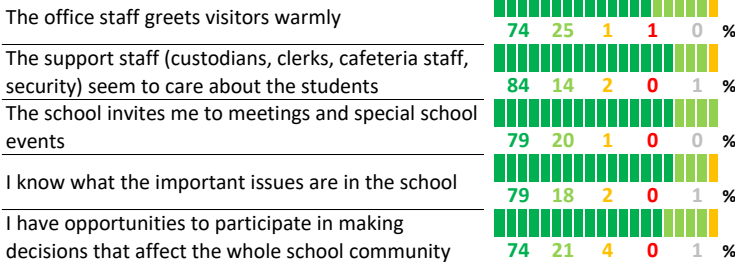 The office staff greets visitors warmly
74 25 1 1 0 %
The support staff (custodians, clerks, cafeteria staff,
security) seem to care about the students
84 14 2 0 1 %
The school invites me to meetings and special school
events
79 20 1 0 0 %
I know what the important issues are in the school
79 18 2 0 1 %
I have opportunities to participate in making
decisions that affect the whole school community
74 21 4 0 1 %